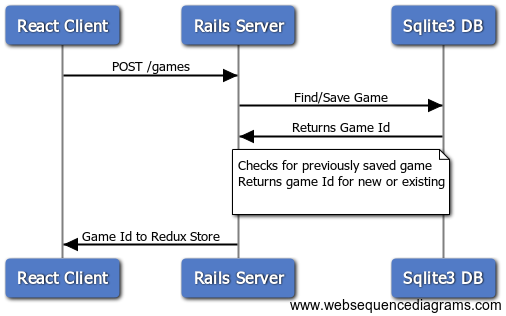 React Client
Rails Server
Sqlite3 DB
POST /games
Find/Save Game
Returns Game Id
Checks for previously saved game
Returns game Id for new or existing
Game Id to Redux Store
React Client
Rails Server
Sqlite3 DB
www.websequencediagrams.com